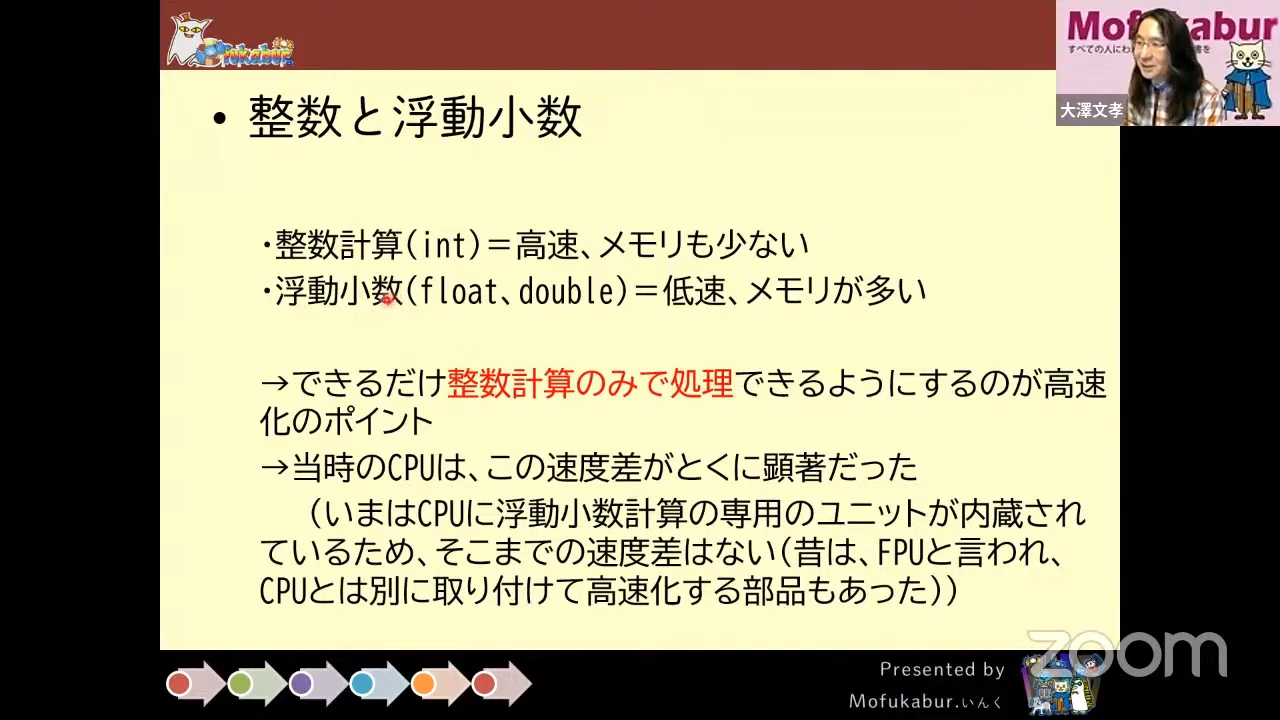 Mofukabur
• 整数と浮動小数
・整数計算(int)＝高速、メモリも少ない
・浮動小数(float、double)＝低速、メモリが多い
→できるだけ整数計算のみで処理できるようにするのが高速
化のポイント
→当時のCPUは、この速度差がとくに顕著だった
（いまはCPUに浮動小数計算の専用のユニットが内蔵され
ているため、そこまでの速度差はない（昔は、FPUと言われ、
CPUとは別に取り付けて高速化する部品もあった））
大澤文孝
すべての人にわ
zoom
Presented by
Mofukabur.いんく